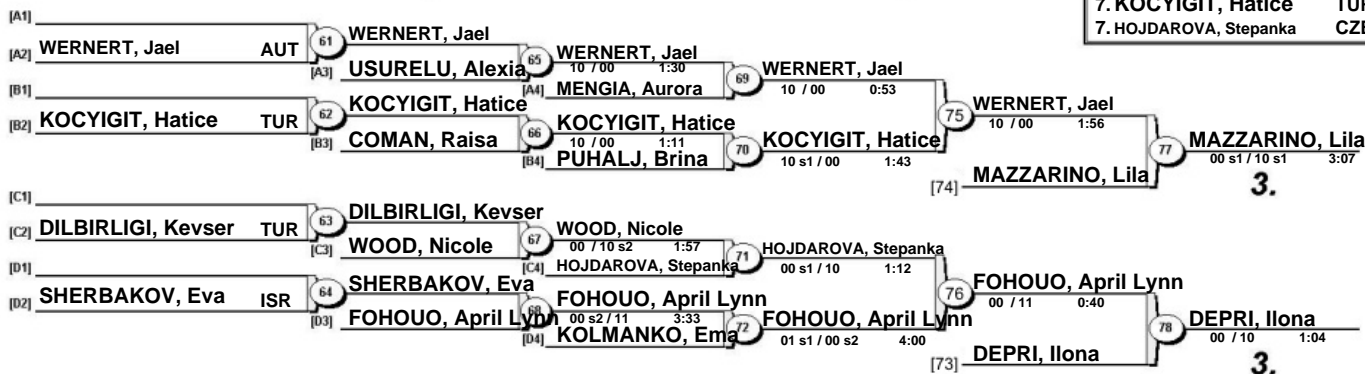 7. KOCYIGIT, Hatice TUR
7. HOJDAROVA, Stepanka CZE
[A1]
[A2] WERNERT, Jael AUT
61 WERNERT, Jael
[A3] USURELU, Alexia
65 WERNERT, Jael
10 / 00 1:30
[A4] MENGIA, Aurora
69 WERNERT, Jael
10 / 00 0:53
[B1]
[B2] KOCYIGIT, Hatice TUR
62 KOCYIGIT, Hatice
[B3] COMAN, Raisa
66 KOCYIGIT, Hatice
10 / 00 1:11
[B4] PUHALJ, Brina
70 KOCYIGIT, Hatice
10 s1 / 00 1:43
75 WERNERT, Jael
10 / 00 1:56
[74] MAZZARINO, Lila
77 MAZZARINO, Lila
00 s1 / 10 s1 3:07
3.
[C1]
[C2] DILBIRLIGI, Kevser TUR
63 DILBIRLIGI, Kevser
[C3] WOOD, Nicole
67 WOOD, Nicole
00 / 10 s2 1:57
[C4] HOJDAROVA, Stepanka
71 HOJDAROVA, Stepanka
00 s1 / 10 1:12
[D1]
[D2] SHERBAKOV, Eva ISR
64 SHERBAKOV, Eva
[D3] FOHOUO, April Lynn
68 FOHOUO, April Lynn
00 s2 / 11 3:33
[D4] KOLMANKO, Ema
72 FOHOUO, April Lynn
01 s1 / 00 s2 4:00
76 FOHOUO, April Lynn
00 / 11 0:40
[73] DEPRI, Ilona
78 DEPRI, Ilona
00 / 10 1:04
3.